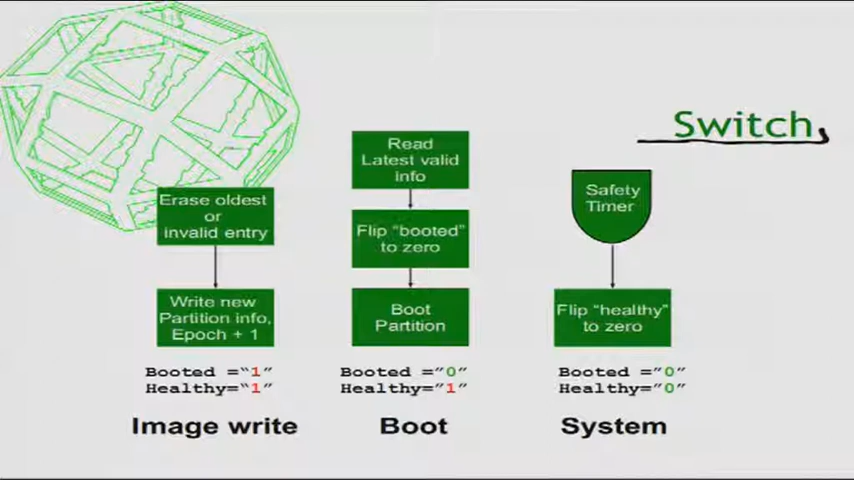 Switch,
Erase oldest
or
invalid entry
Write new
Partition info,
Epoch + 1
Booted =“1”
Healthy=“1”
Image write
Read
Latest valid
info
Flip “booted”
to zero
Boot
Partition
Booted =”0”
Healthy=”1”
Boot
Safety
Timer
Flip “healthy”
to zero
Booted =”0”
Healthy=”0”
System